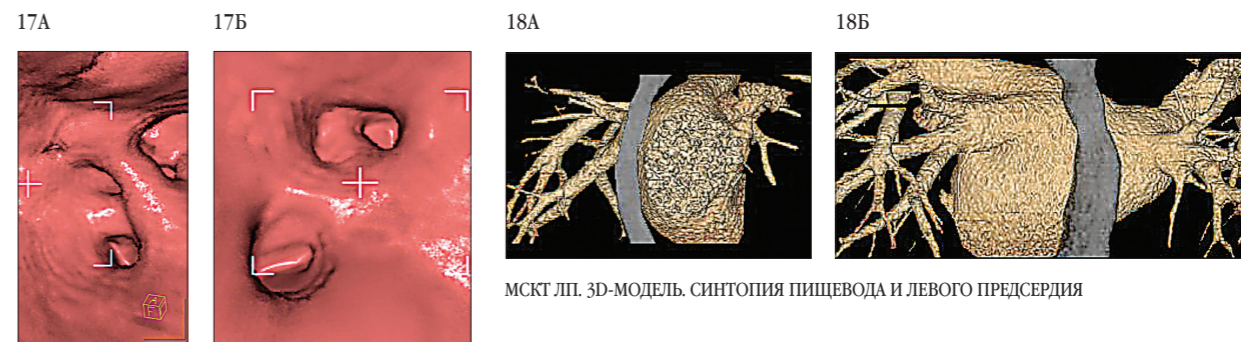 17А
17Б
18А
18Б
МСКТ ЛП. 3D-МОДЕЛЬ. СИНТОПИЯ ПИЩЕВОДА И ЛЕВОГО ПРЕДСЕРДИЯ